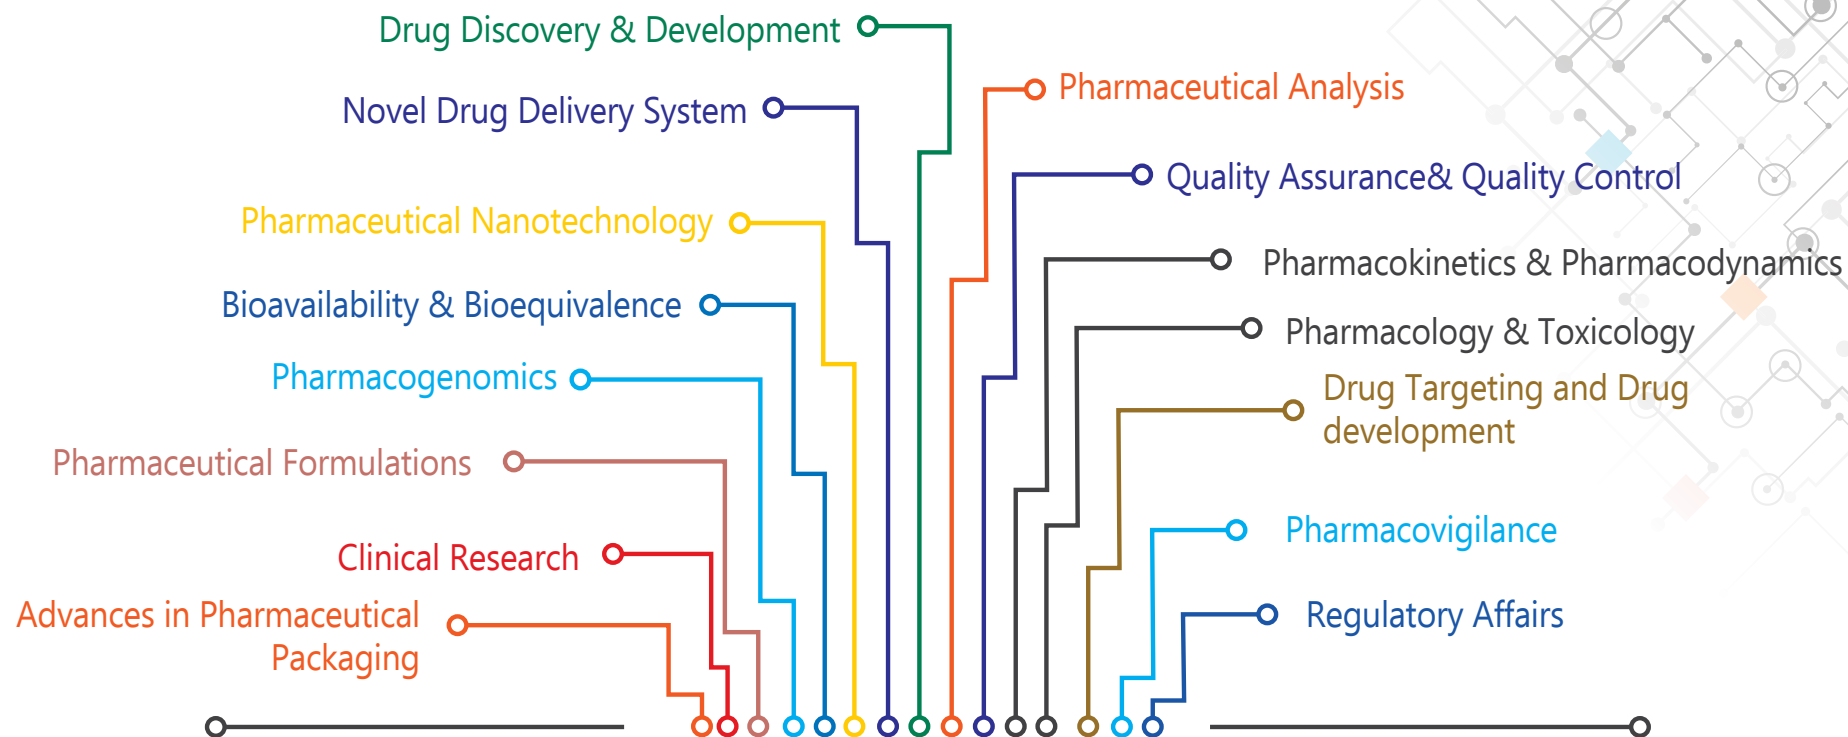 Drug Discovery & Development
Novel Drug Delivery System
Pharmaceutical Nanotechnology
Bioavailability & Bioequivalence
Pharmacogenomics
Pharmaceutical Formulations
Clinical Research
Advances in Pharmaceutical
Packaging
Pharmaceutical Analysis
Quality Assurance& Quality Control
Pharmacokinetics & Pharmacodynamics
Pharmacology & Toxicology
Drug Targeting and Drug
development
Pharmacovigilance
Regulatory Affairs